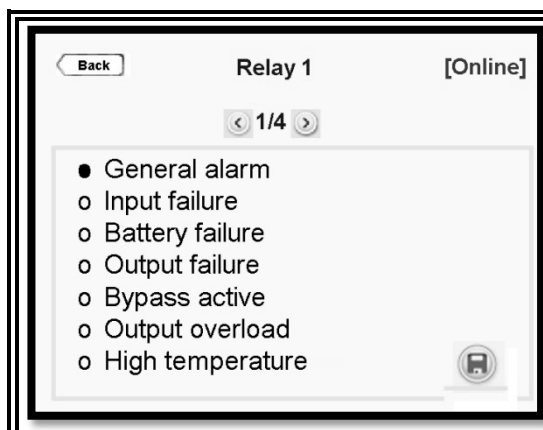 Back Relay 1 [Online]
1/4
● General alarm
o Input failure
o Battery failure
o Output failure
o Bypass active
o Output overload
o High temperature